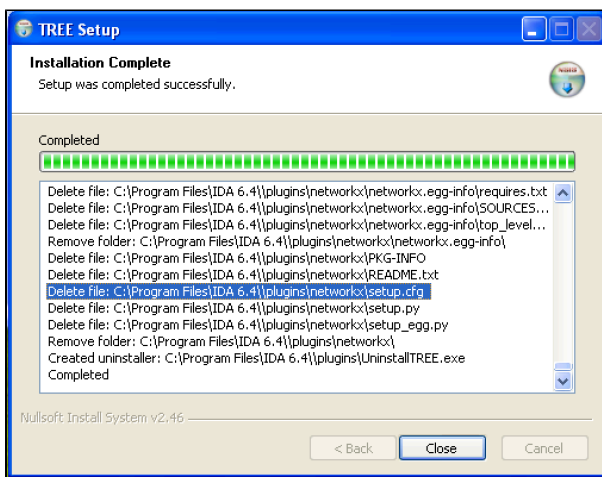 TREE Setup
Installation Complete
Setup was completed successfully.
Completed
Delete file: C:\Program Files\IDA 6.4\\plugins\networkx\networkx.egg-info\requires.txt
Delete file: C:\Program Files\IDA 6.4\\plugins\networkx\networkx.egg-info\SOURCES...
Delete file: C:\Program Files\IDA 6.4\\plugins\networkx\networkx.egg-info\top_level...
Remove folder: C:\Program Files\IDA 6.4\\plugins\networkx\networkx.egg-info\
Delete file: C:\Program Files\IDA 6.4\\plugins\networkx\PKG-INFO
Delete file: C:\Program Files\IDA 6.4\\plugins\networkx\README.txt
Delete file: C:\Program Files\IDA 6.4\\plugins\networkx\setup.cfg
Delete file: C:\Program Files\IDA 6.4\\plugins\networkx\setup.py
Delete file: C:\Program Files\IDA 6.4\\plugins\networkx\setup_egg.py
Remove folder: C:\Program Files\IDA 6.4\\plugins\networkx\
Created uninstaller: C:\Program Files\IDA 6.4\\plugins\UninstallTREE.exe
Completed
Nullsoft Install System v2.46
< Back Close Cancel